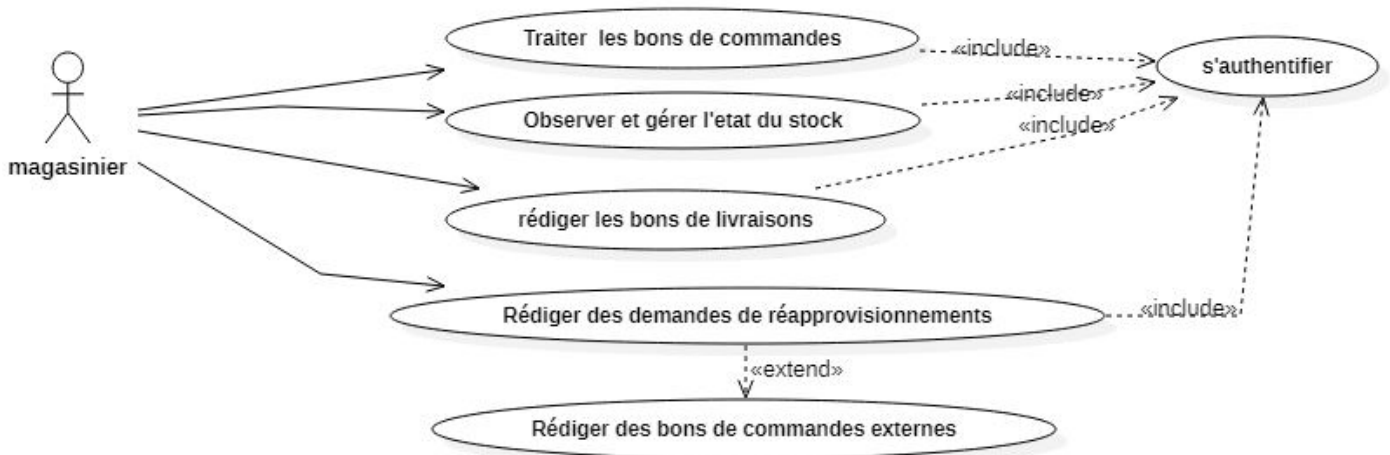 Traiter  les bons de commandes
«include»
s'authentifier
Observer et gérer l'etat du stock
«include»
«include»
magasinier
rédiger les bons de livraisons
Rédiger des demandes de réapprovisionnements
«include»
«extend»
Rédiger des bons de commandes externes